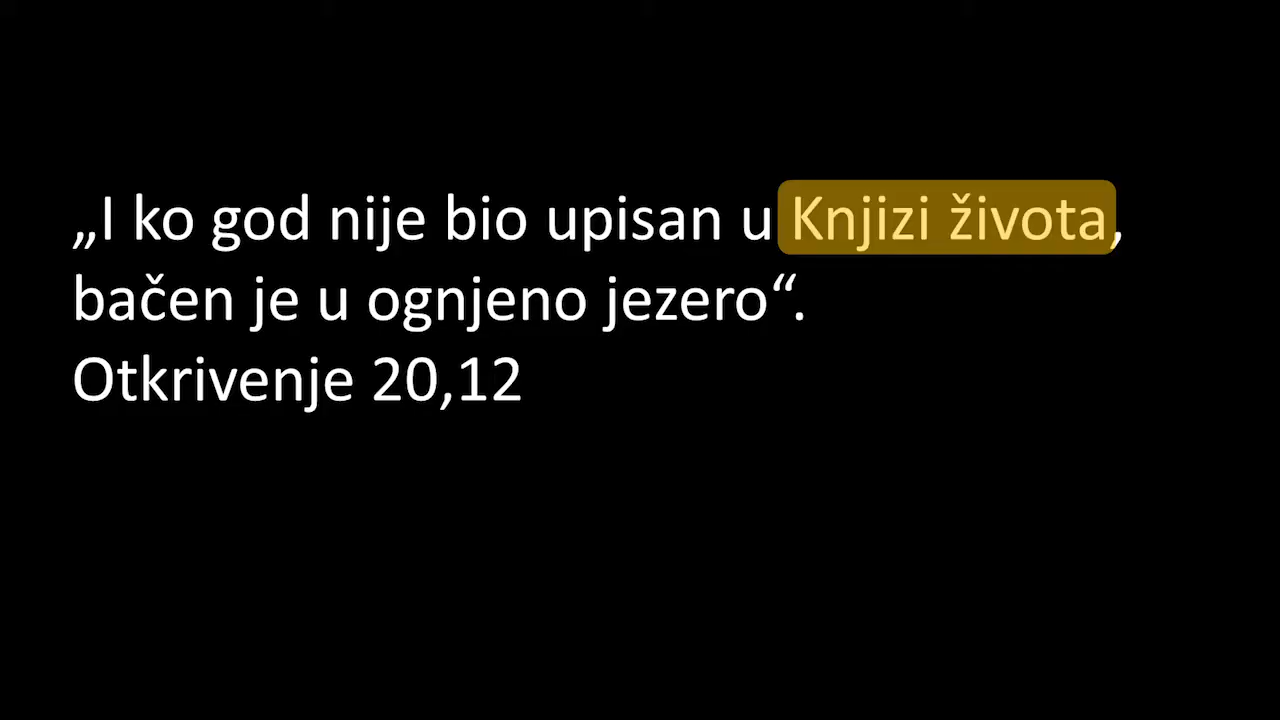 „I ko god nije bio upisan u Knjizi života,
bačen je u ognjeno jezero“.
Otkrivenje 20,12